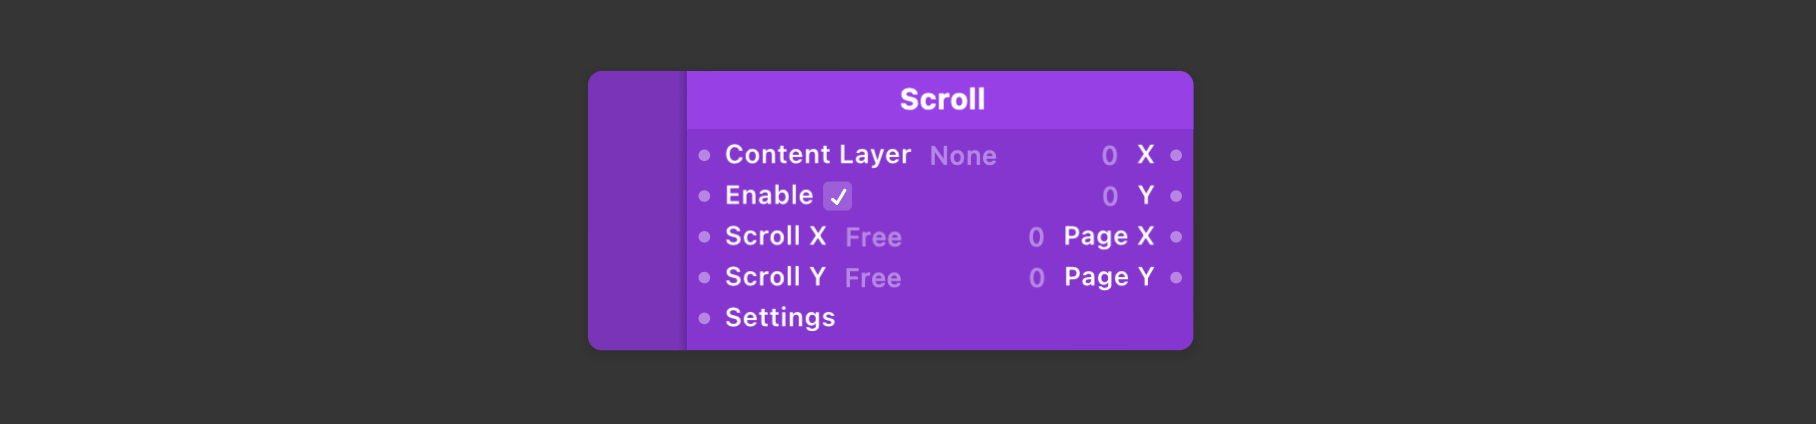 Scroll
Content Layer None 0 X
Enable 0 Y
Scroll X Free 0 Page X
Scroll Y Free 0 Page Y
Settings